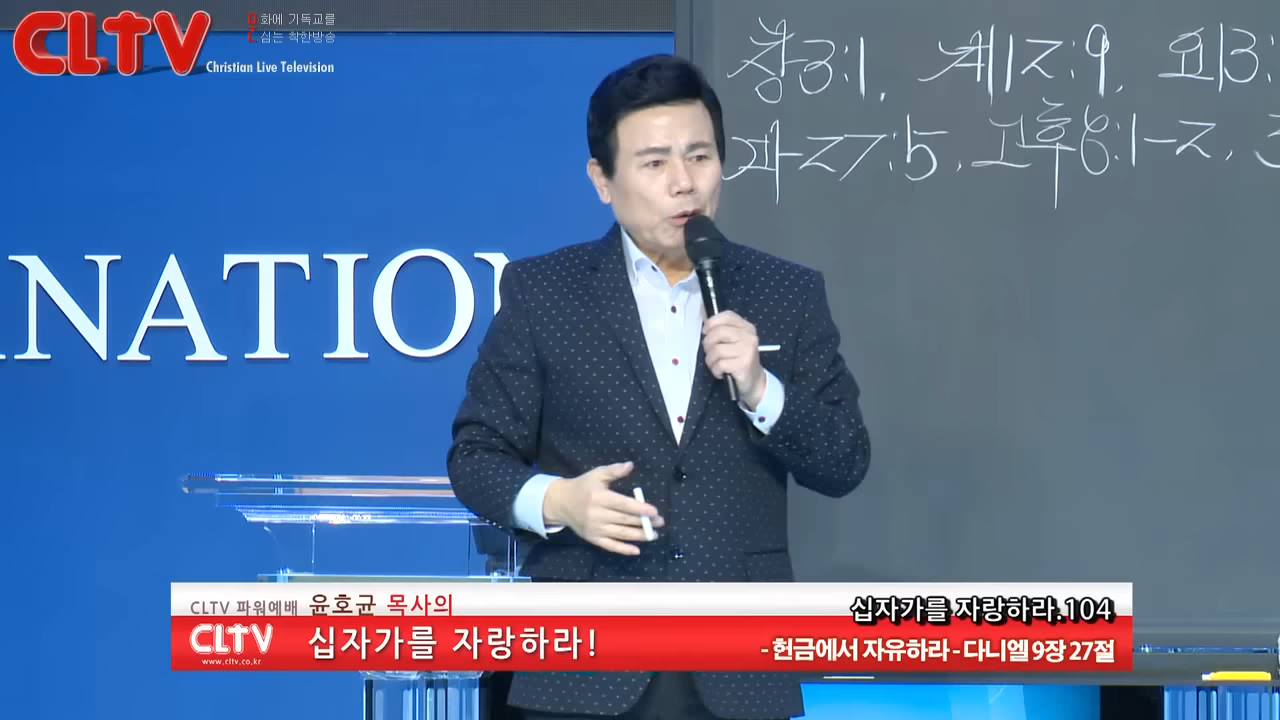 CLTV
문화에 기독교를
심는 착한방송
Christian Live Television
창3:1, 계12:9, 요13:
과27:5, 고후6:1-2,
NATION
CLTV 파워예배 윤호균 목사의
십자가를 자랑하라.104
CLTV
www.cltv.co.kr
십자가를 자랑하라!
- 헌금에서 자유하라 - 다니엘 9장 27절